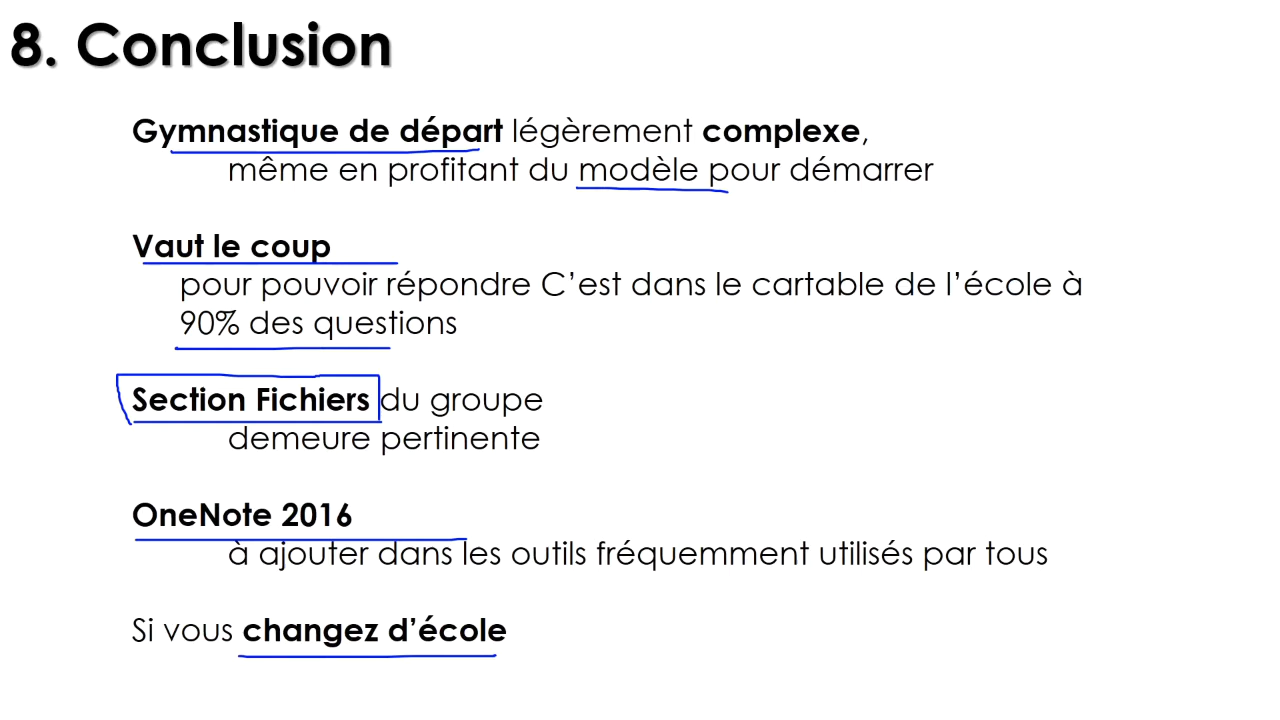 8. Conclusion
Gymnastique de départ légèrement complexe,
même en profitant du modèle pour démarrer
Vaut le coup
pour pouvoir répondre C’est dans le cartable de l’école à
90% des questions
Section Fichiers du groupe
demeure pertinente
OneNote 2016
à ajouter dans les outils fréquemment utilisés par tous
Si vous changez d’école